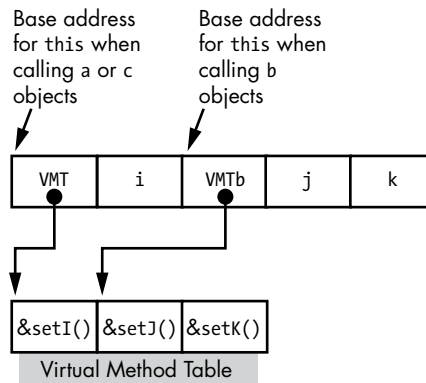 Base address
for this when
calling a or c
objects
Base address
for this when
calling b
objects
VMT i VMTb j k
&setI() &setJ() &setK()
Virtual Method Table